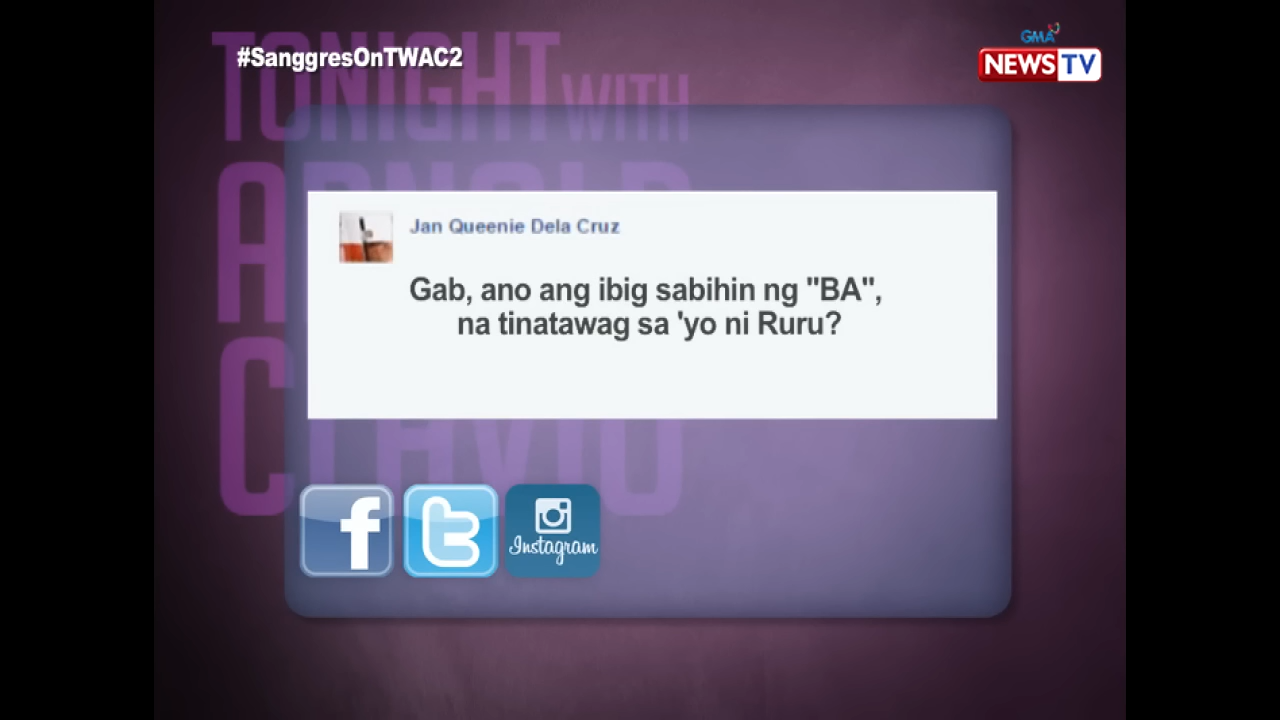 #SanggresOnTWAC2
GMA
NEWS TV
TONIGHT WITH
ARNOLD
CLAVIO
Jan Queenie Dela Cruz
Gab, ano ang ibig sabihin ng "BA",
na tinatawag sa 'yo ni Ruru?
Instagram